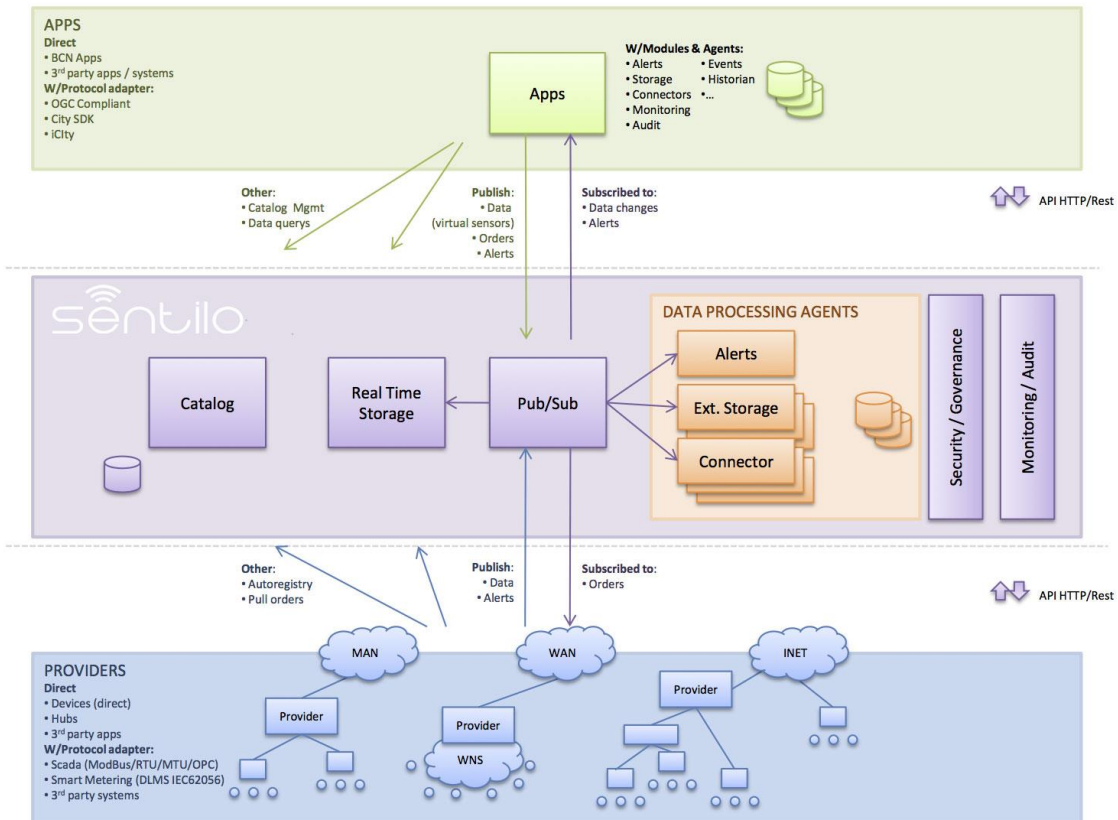 APPS
Direct
• BCN Apps
• 3rd party apps / systems
W/Protocol adapter:
• OGC Compliant
• City SDK
• iCIty
Apps
W/Modules & Agents:
• Alerts
• Storage
• Connectors
• Monitoring
• Audit
• Events
• Historian
•...
Other:
• Catalog Mgmt
• Data querys
Publish:
• Data
(virtual sensors)
• Orders
• Alerts
Subscribed to:
• Data changes
• Alerts
API HTTP/Rest
sentilo
Catalog
Real Time
Storage
Pub/Sub
DATA PROCESSING AGENTS
Alerts
Ext. Storage
Connector
Security / Governance
Monitoring / Audit
Other:
• Autoregistry
• Pull orders
Publish:
• Data
• Alerts
Subscribed to:
• Orders
API HTTP/Rest
MAN
WAN
INET
PROVIDERS
Direct
• Devices (direct)
• Hubs
• 3rd party apps
W/Protocol adapter:
• Scada (ModBus/RTU/MTU/OPC)
• Smart Metering (DLMS IEC62056)
• 3rd party systems
Provider
Provider
WNS
Provider